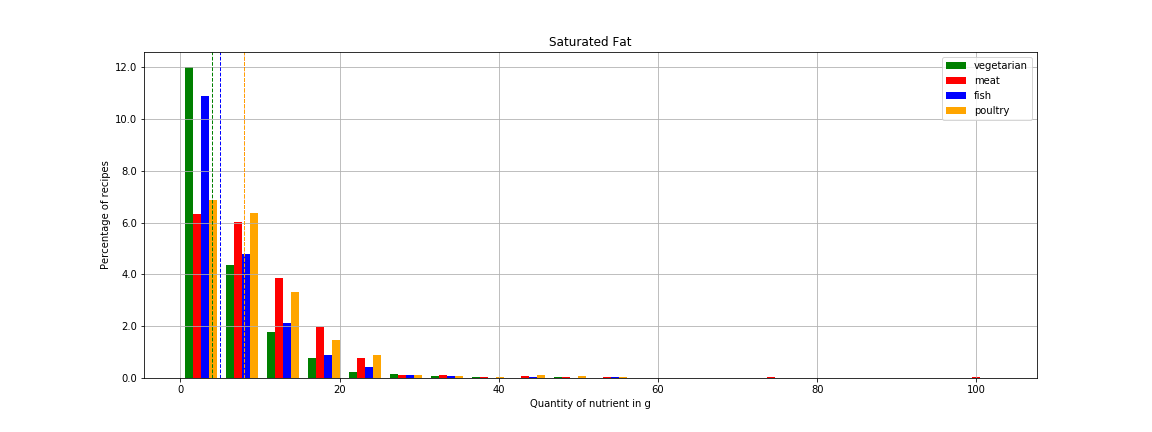 Saturated Fat
12.0
10.0
8.0
6.0
4.0
2.0
0.0
Percentage of recipes
vegetarian
meat
fish
poultry
0 20 40 60 80 100
Quantity of nutrient in g